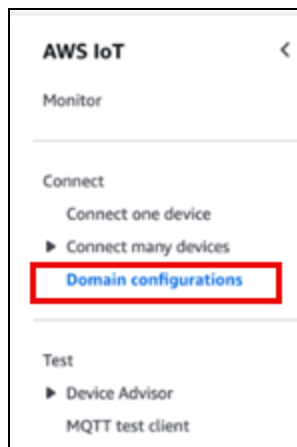 AWS IoT
Monitor
Connect
Connect one device
Connect many devices
Domain configurations
Test
Device Advisor
MQTT test client